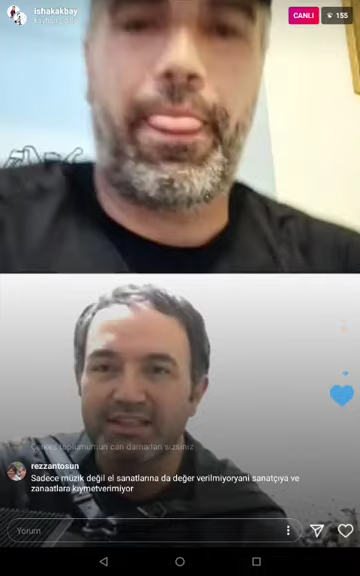 ishakakbay
CANLI
155
Çerkes toplumumun can damarları sizsiniz
rezzantosun
Sadece müzik değil el sanatlarına da değer verilmiyoryani sanatçıya ve
zanaatlara kıymetverimiyor
Yorum